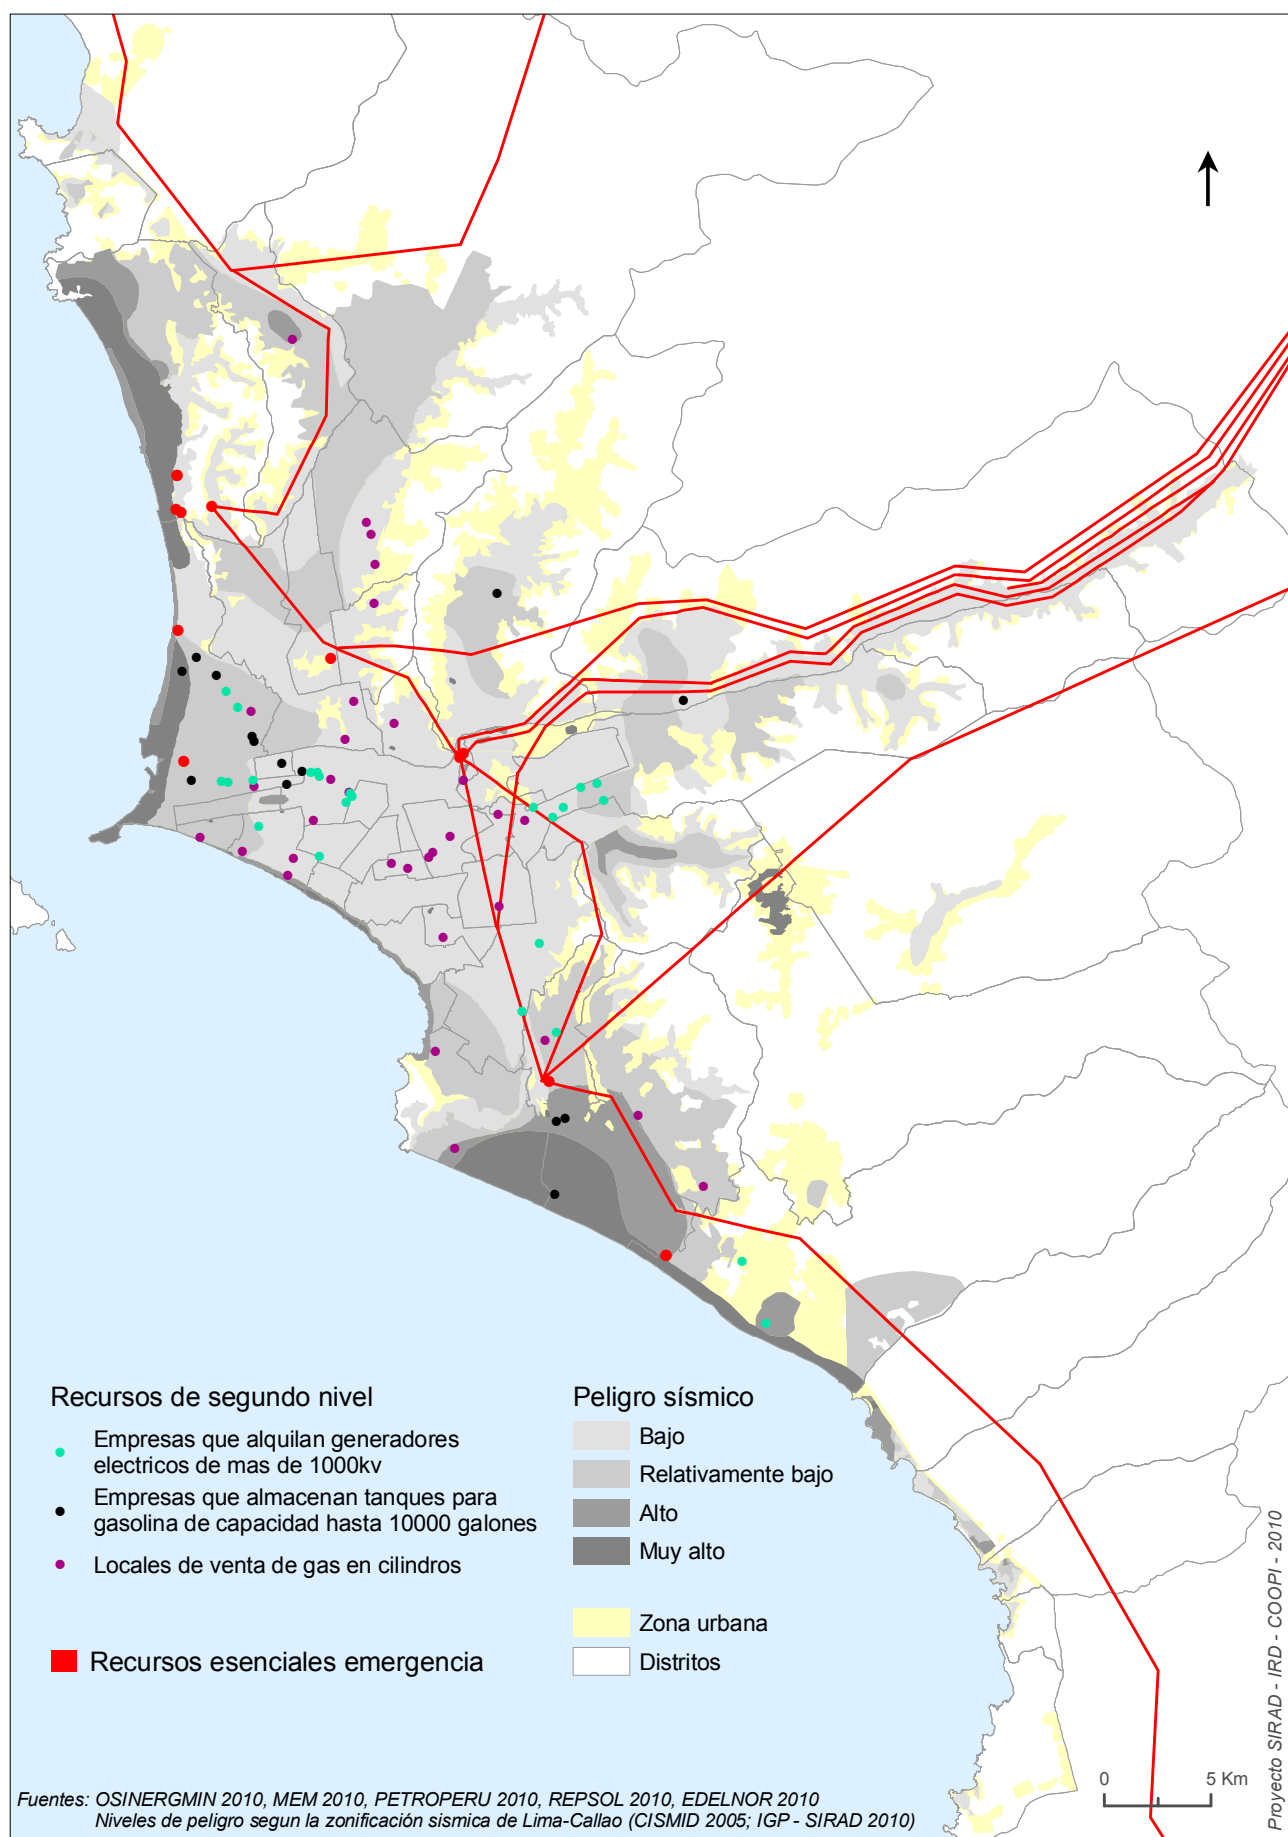 Recursos de segundo nivel
Empresas que alquilan generadores
electricos de mas de 1000kv
Empresas que almacenan tanques para
gasolina de capacidad hasta 10000 galones
Locales de venta de gas en cilindros
Recursos esenciales emergencia
Peligro sísmico
Bajo
Relativamente bajo
Alto
Muy alto
Zona urbana
Distritos
0 5 Km
Fuentes: OSINERGMIN 2010, MEM 2010, PETROPERU 2010, REPSOL 2010, EDELNOR 2010
Niveles de peligro segun la zonificación sismica de Lima-Callao (CISMID 2005; IGP - SIRAD 2010)
Proyecto SIRAD - IRD - COOPI - 2010